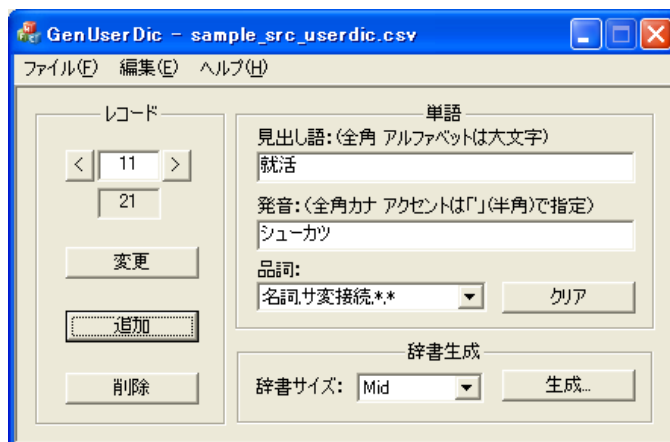 GenUserDic - sample_src_userdic.csv
ファイル(F) 編集(E) ヘルプ(H)
レコード
< 11 >
21
変更
追加
削除
単語
見出し語:(全角 アルファベットは大文字)
就活
発音:(全角カナ アクセントは「'」(半角)で指定)
シューカツ
品詞:
名詞,サ変接続,*,*
クリア
辞書生成
辞書サイズ: Mid
生成...